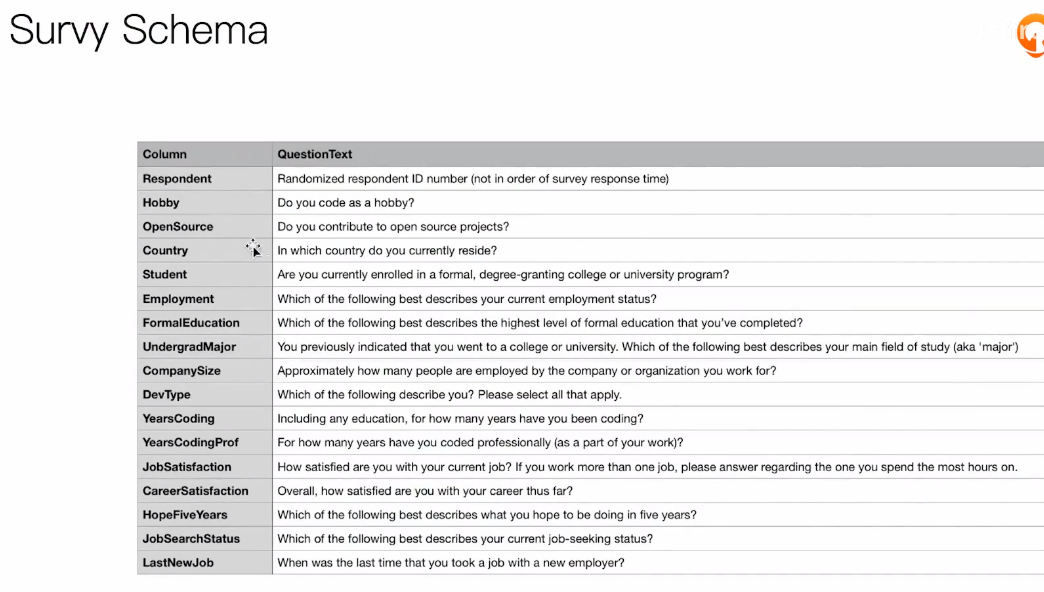 Survy Schema
Column QuestionText
Respondent Randomized respondent ID number (not in order of survey response time)
Hobby Do you code as a hobby?
OpenSource Do you contribute to open source projects?
Country In which country do you currently reside?
Student Are you currently enrolled in a formal, degree-granting college or university program?
Employment Which of the following best describes your current employment status?
FormalEducation Which of the following best describes the highest level of formal education that you've completed?
UndergradMajor You previously indicated that you went to a college or university. Which of the following best describes your main field of study (aka 'major')
CompanySize Approximately how many people are employed by the company or organization you work for?
DevType Which of the following describe you? Please select all that apply.
YearsCoding Including any education, for how many years have you been coding?
YearsCodingProf For how many years have you coded professionally (as a part of your work)?
JobSatisfaction How satisfied are you with your current job? If you work more than one job, please answer regarding the one you spend the most hours on.
CareerSatisfaction Overall, how satisfied are you with your career thus far?
HopeFiveYears Which of the following best describes what you hope to be doing in five years?
JobSearchStatus Which of the following best describes your current job-seeking status?
LastNewJob When was the last time that you took a job with a new employer?